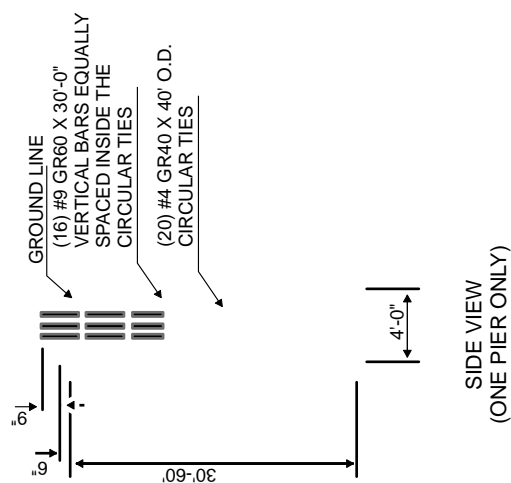 GROUND LINE
(16) #9 GR60 X 30'-0"
VERTICAL BARS EQUALLY
SPACED INSIDE THE
CIRCULAR TIES
(20) #4 GR40 X 40' O.D.
CIRCULAR TIES
9"
6"
30'-60'
4'-0"
SIDE VIEW
(ONE PIER ONLY)